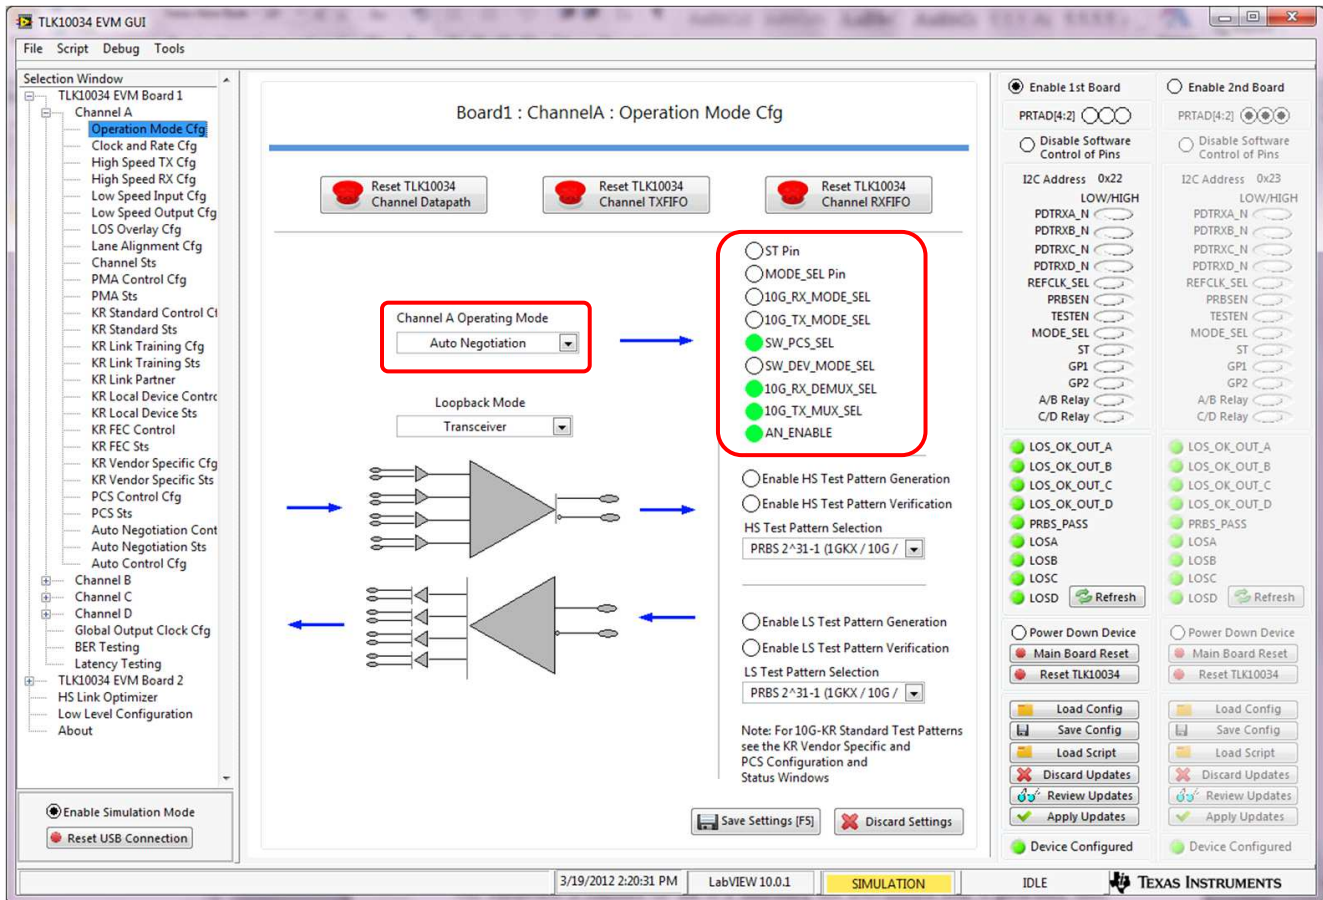 TLK10034 EVM GUI
File Script Debug Tools
Selection Window
TLK10034 EVM Board 1
Channel A
Operation Mode Cfg
Clock and Rate Cfg
High Speed TX Cfg
High Speed RX Cfg
Low Speed Input Cfg
Low Speed Output Cfg
LOS Overlay Cfg
Lane Alignment Cfg
Channel Sts
PMA Control Cfg
PMA Sts
KR Standard Control Cf
KR Standard Sts
KR Link Training Cfg
KR Link Training Sts
KR Link Partner
KR Local Device Contrc
KR Local Device Sts
KR FEC Control
KR FEC Sts
KR Vendor Specific Cfg
KR Vendor Specific Sts
PCS Control Cfg
PCS Sts
Auto Negotiation Cont
Auto Negotiation Sts
Auto Control Cfg
Channel B
Channel C
Channel D
Global Output Clock Cfg
BER Testing
Latency Testing
TLK10034 EVM Board 2
HS Link Optimizer
Low Level Configuration
About
Enable Simulation Mode
Reset USB Connection
Board1 : ChannelA : Operation Mode Cfg
Reset TLK10034
Channel Datapath
Reset TLK10034
Channel TXFIFO
Reset TLK10034
Channel RXFIFO
Channel A Operating Mode
Auto Negotiation
Loopback Mode
Transceiver
ST Pin
MODE_SEL Pin
10G_RX_MODE_SEL
10G_TX_MODE_SEL
SW_PCS_SEL
SW_DEV_MODE_SEL
10G_RX_DEMUX_SEL
10G_TX_MUX_SEL
AN_ENABLE
Enable HS Test Pattern Generation
Enable HS Test Pattern Verification
HS Test Pattern Selection
PRBS 2^31-1 (1GKX / 10G /
Enable LS Test Pattern Generation
Enable LS Test Pattern Verification
LS Test Pattern Selection
PRBS 2^31-1 (1GKX / 10G /
Note: For 10G-KR Standard Test Patterns
see the KR Vendor Specific and
PCS Configuration and
Status Windows
Save Settings [F5]
Discard Settings
Enable 1st Board
PRTAD[4:2]
Disable Software
Control of Pins
I2C Address 0x22
LOW/HIGH
PDTRXA_N
PDTRXB_N
PDTRXC_N
PDTRXD_N
REFCLK_SEL
PRBSEN
TESTEN
MODE_SEL
ST
GP1
GP2
A/B Relay
C/D Relay
LOS_OK_OUT_A
LOS_OK_OUT_B
LOS_OK_OUT_C
LOS_OK_OUT_D
PRBS_PASS
LOSA
LOSB
LOSC
LOSD Refresh
Power Down Device
Main Board Reset
Reset TLK10034
Load Config
Save Config
Load Script
Discard Updates
Review Updates
Apply Updates
Device Configured
Enable 2nd Board
PRTAD[4:2]
Disable Software
Control of Pins
I2C Address 0x23
LOW/HIGH
PDTRXA_N
PDTRXB_N
PDTRXC_N
PDTRXD_N
REFCLK_SEL
PRBSEN
TESTEN
MODE_SEL
ST
GP1
GP2
A/B Relay
C/D Relay
LOS_OK_OUT_A
LOS_OK_OUT_B
LOS_OK_OUT_C
LOS_OK_OUT_D
PRBS_PASS
LOSA
LOSB
LOSC
LOSD Refresh
Power Down Device
Main Board Reset
Reset TLK10034
Load Config
Save Config
Load Script
Discard Updates
Review Updates
Apply Updates
Device Configured
3/19/2012 2:20:31 PM LabVIEW 10.0.1 SIMULATION IDLE TEXAS INSTRUMENTS